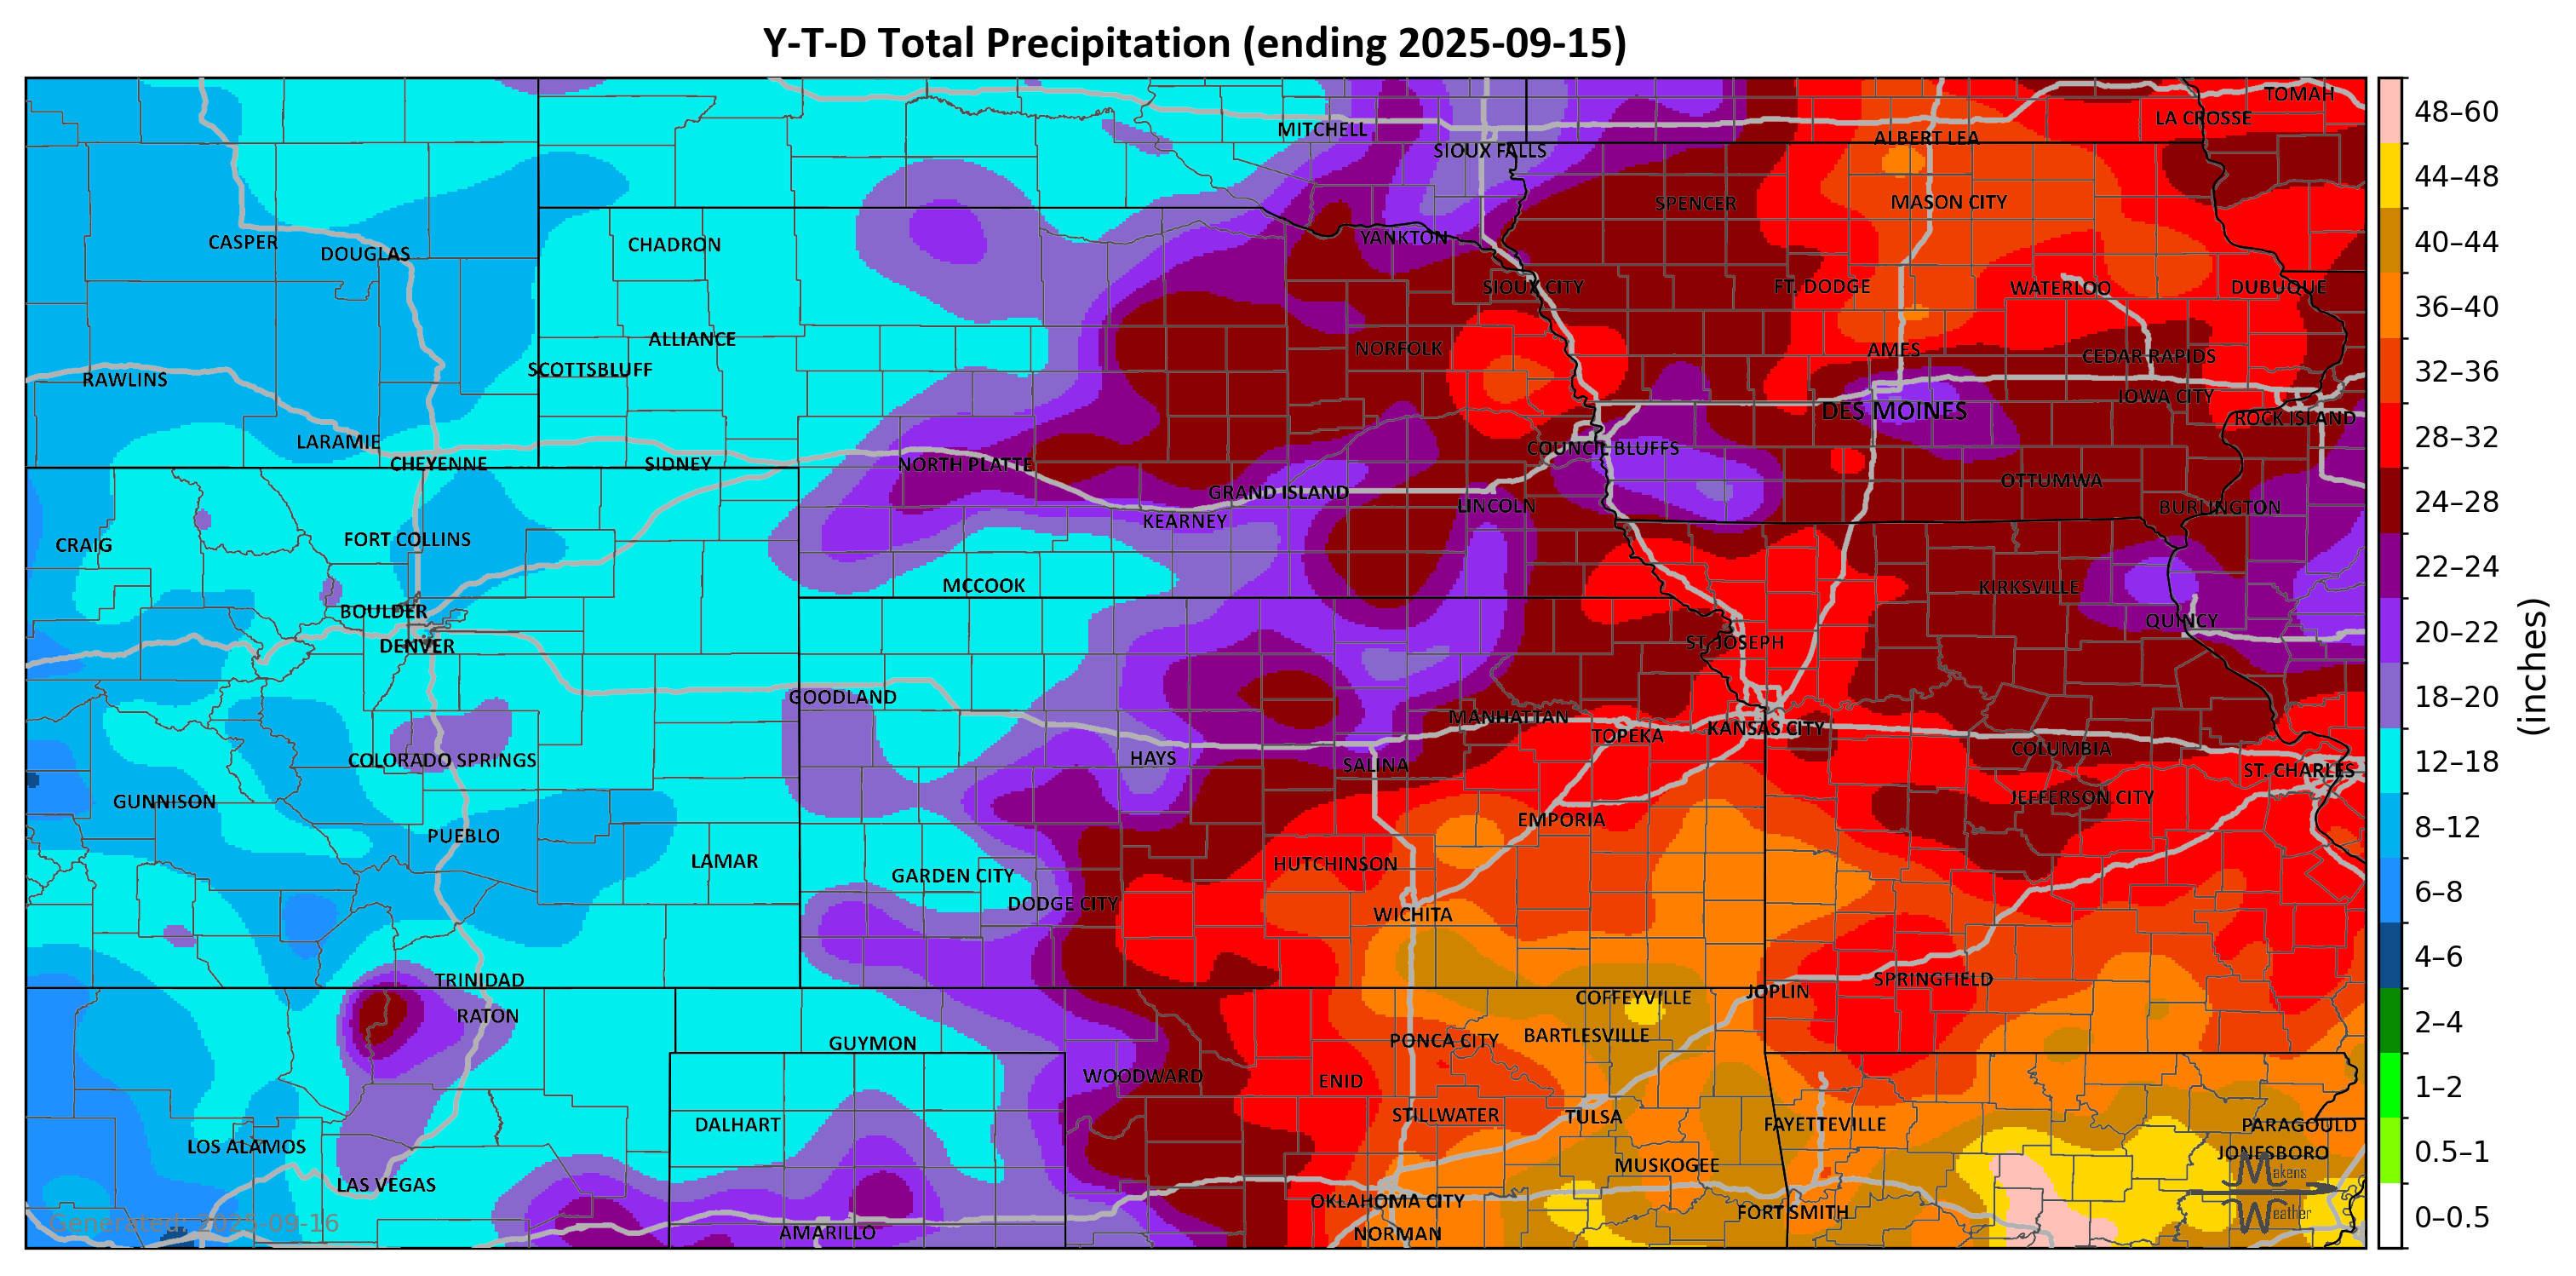 Y-T-D Total Precipitation (ending 2025-09-15)
TOMAH
LA CROSSE
MITCHELL
ALBERT LEA
SIOUX FALLS
SPENCER
MASON CITY
YANKTON
CASPER
CHADRON
DOUGLAS
SIOUX CITY
FT. DODGE
WATERLOO
DUBUQUE
ALLIANCE
NORFOLK
AMES
CEDAR RAPIDS
SCOTTSBLUFF
RAWLINS
IOWA CITY
DES MOINES
ROCK ISLAND
LARAMIE
COUNCIL BLUFFS
CHEYENNE
SIDNEY
NORTH PLATTE
OTTUMWA
GRAND ISLAND
LINCOLN
BURLINGTON
KEARNEY
FORT COLLINS
CRAIG
MCCOOK
KIRKSVILLE
BOULDER
QUINCY
DENVER
ST. JOSEPH
GOODLAND
MANHATTAN
KANSAS CITY
TOPEKA
COLUMBIA
HAYS
COLORADO SPRINGS
SALINA
ST. CHARLES
GUNNISON
JEFFERSON CITY
EMPORIA
PUEBLO
LAMAR
HUTCHINSON
GARDEN CITY
DODGE CITY
WICHITA
TRINIDAD
SPRINGFIELD
JOPLIN
COFFEYVILLE
RATON
BARTLESVILLE
PONCA CITY
GUYMON
WOODWARD
ENID
STILLWATER
TULSA
DALHART
FAYETTEVILLE
PARAGOULD
LOS ALAMOS
JONESBORO
MUSKOGEE
LAS VEGAS
OKLAHOMA CITY
FORT SMITH
AMARILLO
NORMAN
Generated: 2025-09-16
Makens
Weather
48–60
44–48
40–44
36–40
32–36
28–32
24–28
22–24
20–22
18–20
12–18
8–12
6–8
4–6
2–4
1–2
0.5–1
0–0.5
(inches)